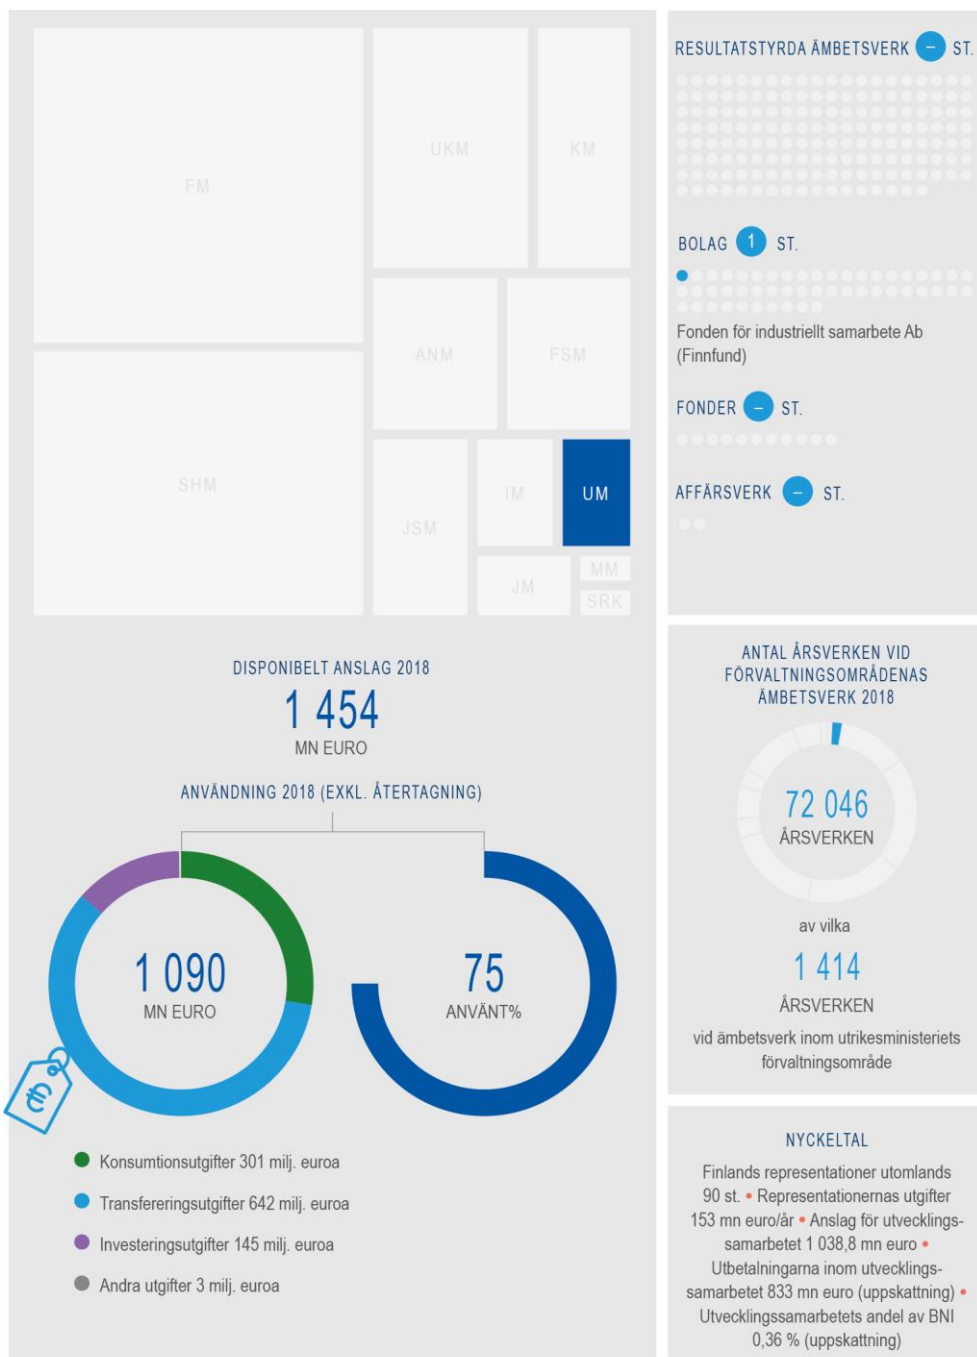 FM
UKM
KM
ANM
FSM
SHM
JSM
IM
UM
JM
MM
SRK
DISPONIBELT ANSLAG 2018
1 454
MN EURO
ANVÄNDNING 2018 (EXKL. ÅTERTAGNING)
1 090
MN EURO
75
ANVÄNT%
€
Konsumtionsutgifter 301 milj. euroa
Transfereringsutgifter 642 milj. euroa
Investeringsutgifter 145 milj. euroa
Andra utgifter 3 milj. euroa
RESULTATSTYRDA ÄMBETSVERK – ST.
BOLAG 1 ST.
Fonden för industriellt samarbete Ab
(Finnfund)
FONDER – ST.
AFFÄRSVERK – ST.
ANTAL ÅRSVERKEN VID
FÖRVALTNINGSOMRÅDENAS
ÄMBETSVERK 2018
72 046
ÅRSVERKEN
av vilka
1 414
ÅRSVERKEN
vid ämbetsverk inom utrikesministeriets
förvaltningsområde
NYCKELTAL
Finlands representationer utomlands
90 st. • Representationernas utgifter
153 mn euro/år • Anslag för utvecklings-
samarbetet 1 038,8 mn euro •
Utbetalningarna inom utvecklings-
samarbetet 833 mn euro (uppskattning) •
Utvecklingssamarbetets andel av BNI
0,36 % (uppskattning)